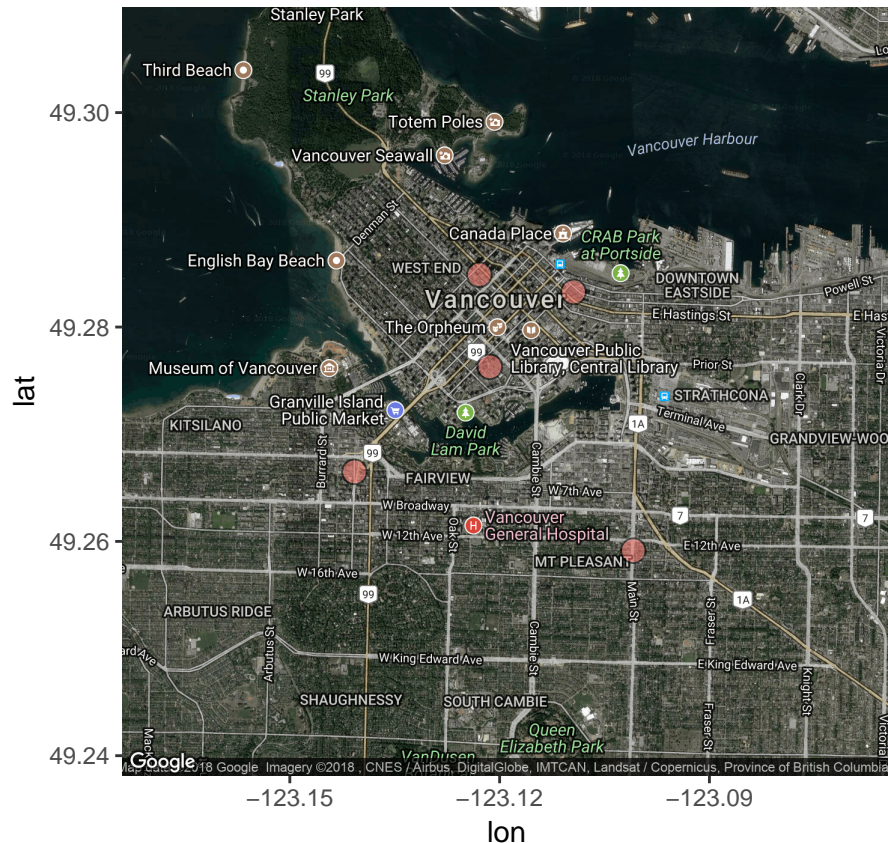 Stanley Park
Third Beach
99
Stanley Park
49.30
Totem Poles
Vancouver Harbour
Vancouver Seawall
Denman St
Canada Place
CRAB Park
at Portside
English Bay Beach
WEST END
DOWNTOWN
EASTSIDE
Powell St
Vancouver
E Hastings St
E Hast
49.28
The Orpheum
Victoria Dr
99
Vancouver Public
Library, Central Library
Prior St
Museum of Vancouver
Clark Dr
STRATHCONA
Granville Island
Public Market
lat
Terminal Ave
KITSILANO
David
Lam Park
1A
GRANDVIEW-WOO
Burrard St
99
Cambie St
FAIRVIEW
W 7th Ave
W Broadway
7
7
Vancouver
General Hospital
H
W 12th Ave
Oak St
49.26
E 12th Ave
MT PLEASANT
W 16th Ave
99
Main St
1A
ARBUTUS RIDGE
Fraser St
Arbutus St
Cambie St
ard Ave
W King Edward Ave
E King Edward Ave
Knight St
SHAUGHNESSY
SOUTH CAMBIE
Queen
Elizabeth Park
Fraser St
Mack
Victoria
49.24
VanDusen
Google
2018 Google Imagery ©2018 , CNES / Airbus, DigitalGlobe, IMTCAN, Landsat / Copernicus, Province of British Columbia
−123.15
−123.12
−123.09
lon